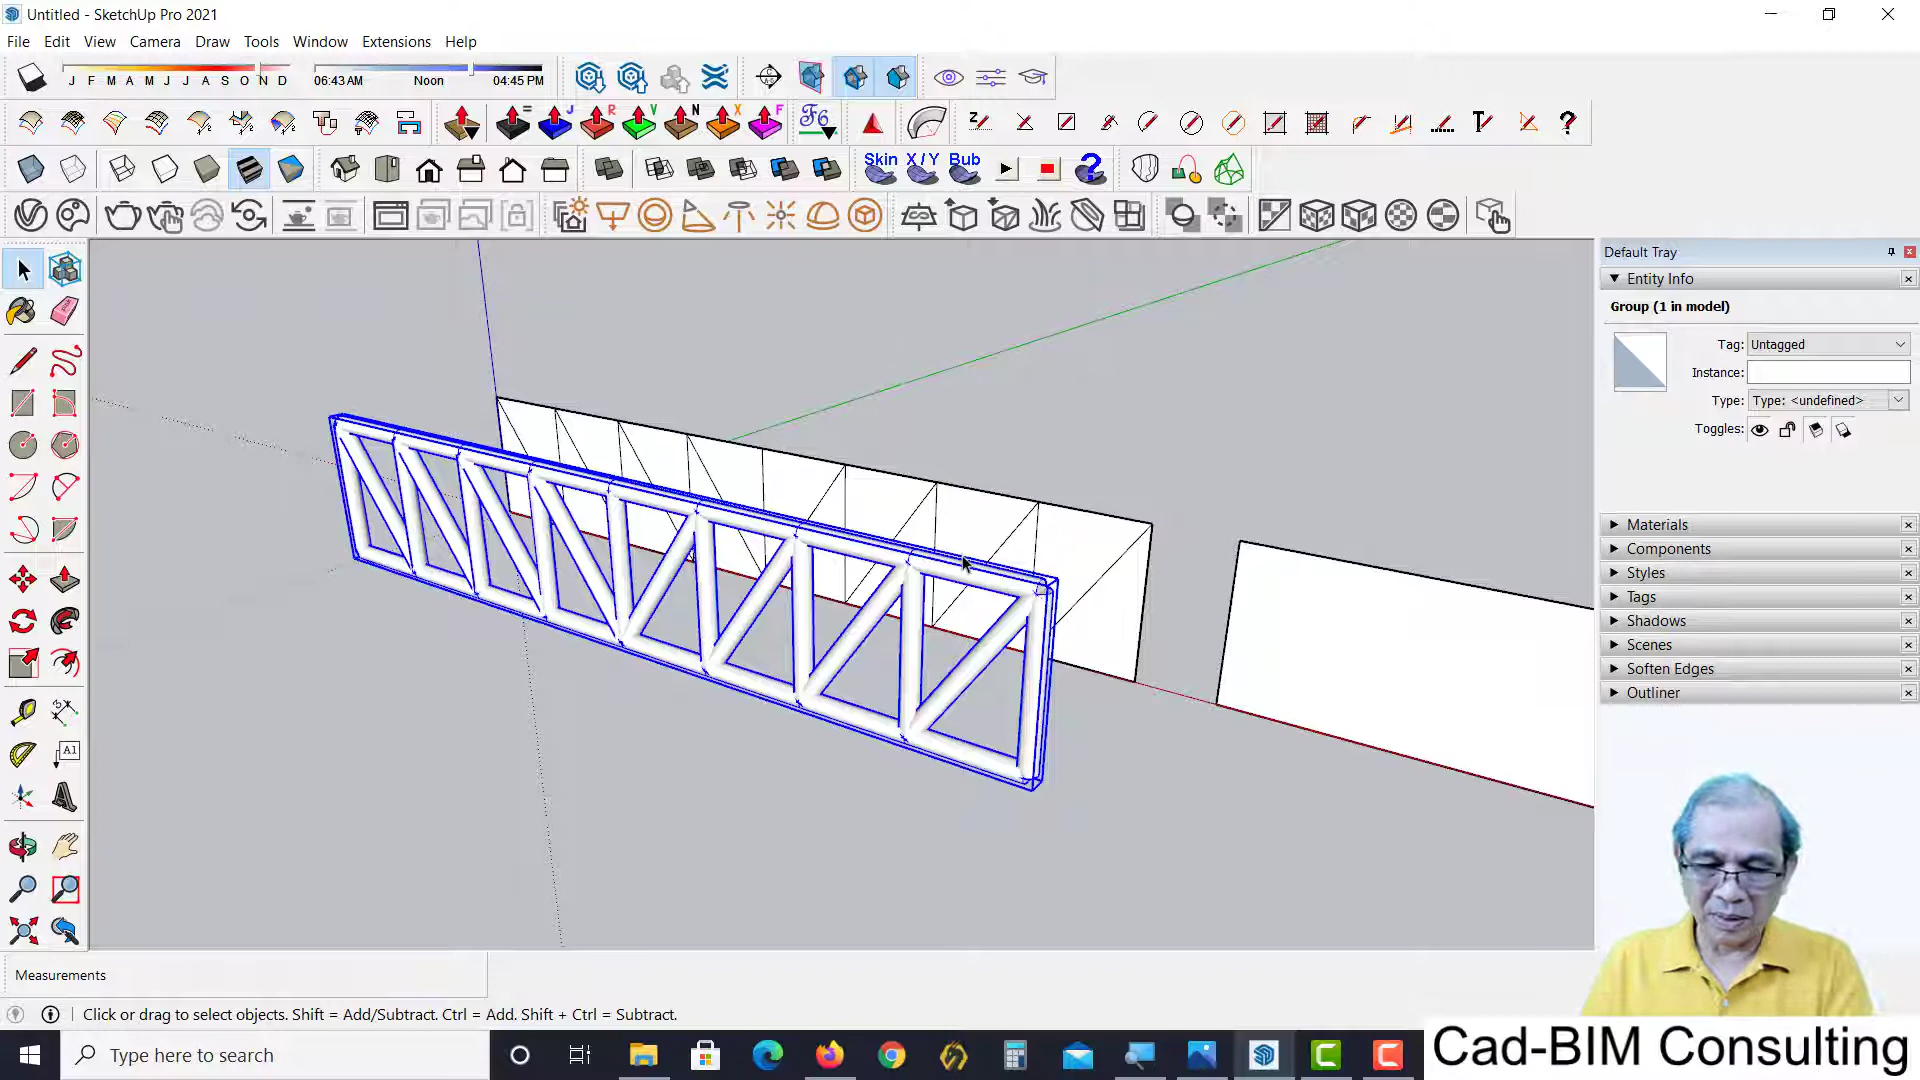 Untitled - SketchUp Pro 2021
File Edit View Camera Draw Tools Window Extensions Help
J F M A M J J A S O N D 06:43 AM Noon 04:45 PM
= J R V N X F F6
Skin X/Y Bub
Default Tray
Entity Info
Group (1 in model)
Tag: Untagged
Instance:
Type: Type: <undefined>
Toggles:
Materials
Components
Styles
Tags
Shadows
Scenes
Soften Edges
Outliner
A1
Measurements
Click or drag to select objects. Shift = Add/Subtract. Ctrl = Add. Shift + Ctrl = Subtract.
Type here to search
Cad-BIM Consulting